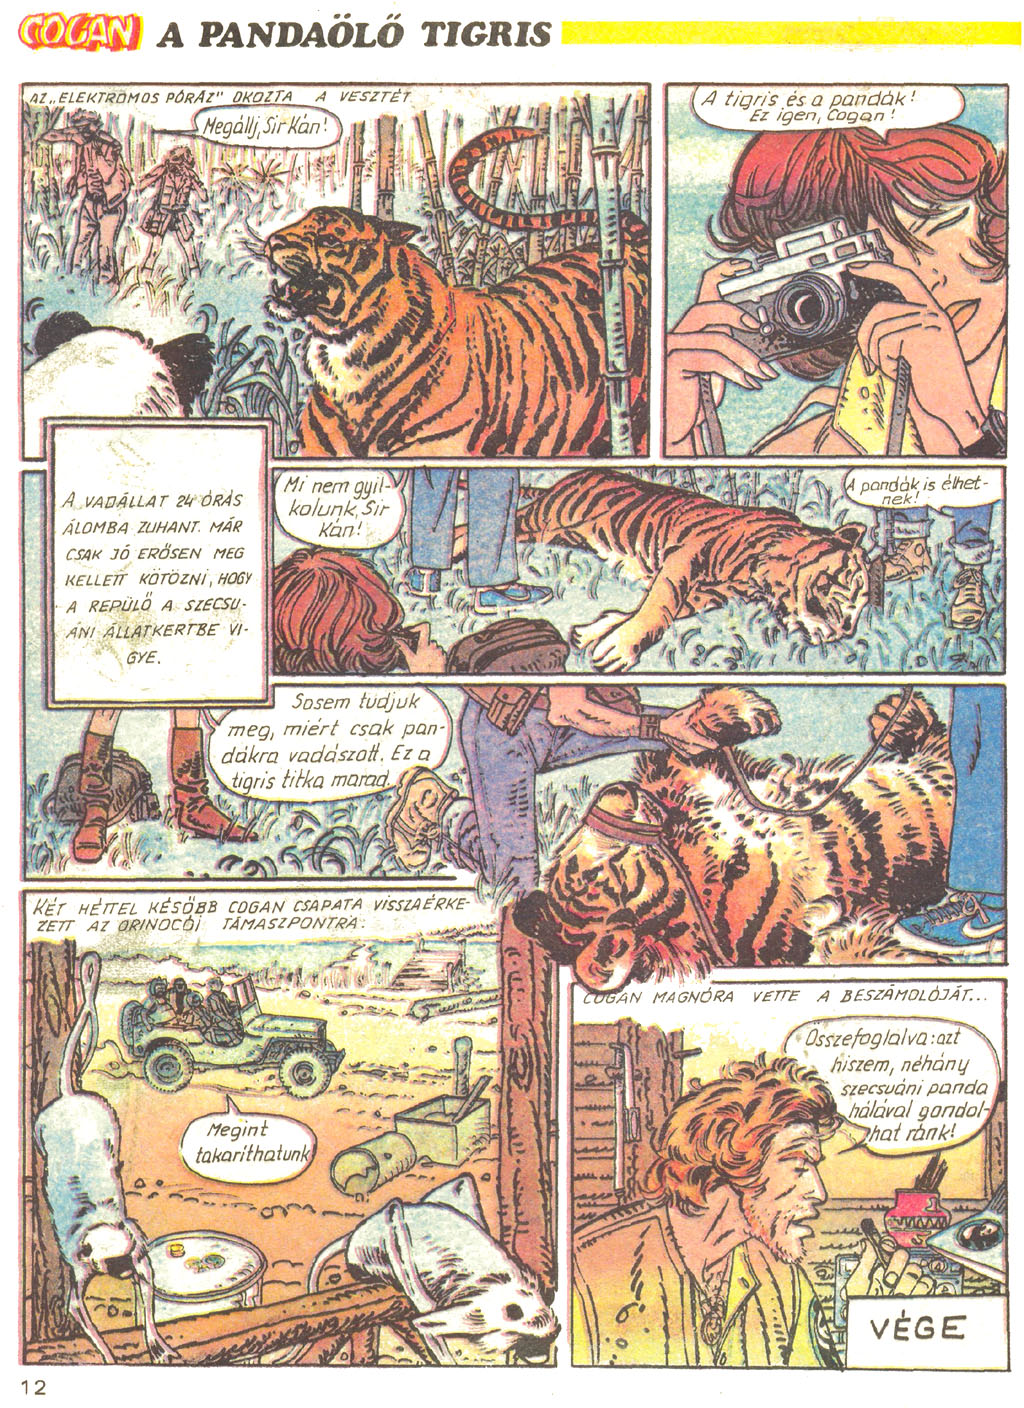 COGAN A PANDAÖLŐ TIGRIS
AZ „ELEKTROMOS PÓRÁZ" OKOZTA A VESZTÉT
Megállj, Sir Kán!
A tigris és a pandák!
Ez igen, Cogan!
A VADÁLLAT 24 ÓRÁS
ÁLOMBA ZUHANT. MÁR
CSAK JÓ ERŐSEN MEG
KELLETT KÖTÖZNI, HOGY
A REPÜLŐ A SZECSU-
ÁNI ÁLLATKERTBE VI-
GYE.
Mi nem gyil-
kolunk, Sir
Kán!
A pandák is élhet-
nek!
Sosem tudjuk
meg, miért csak pan-
dákra vadászott. Ez a
tigris titka marad.
KÉT HÉTTEL KÉSŐBB COGAN CSAPATA VISSZAÉRKE-
ZETT AZ ORINOCÓI TÁMASZPONTRA.
Megint
takaríthatunk
COGAN MAGNÓRA VETTE A BESZÁMOLÓJÁT...
Összefoglalva: azt
hiszem, néhány
szecsuáni panda
hálával gondol-
hat ránk!
VÉGE
12